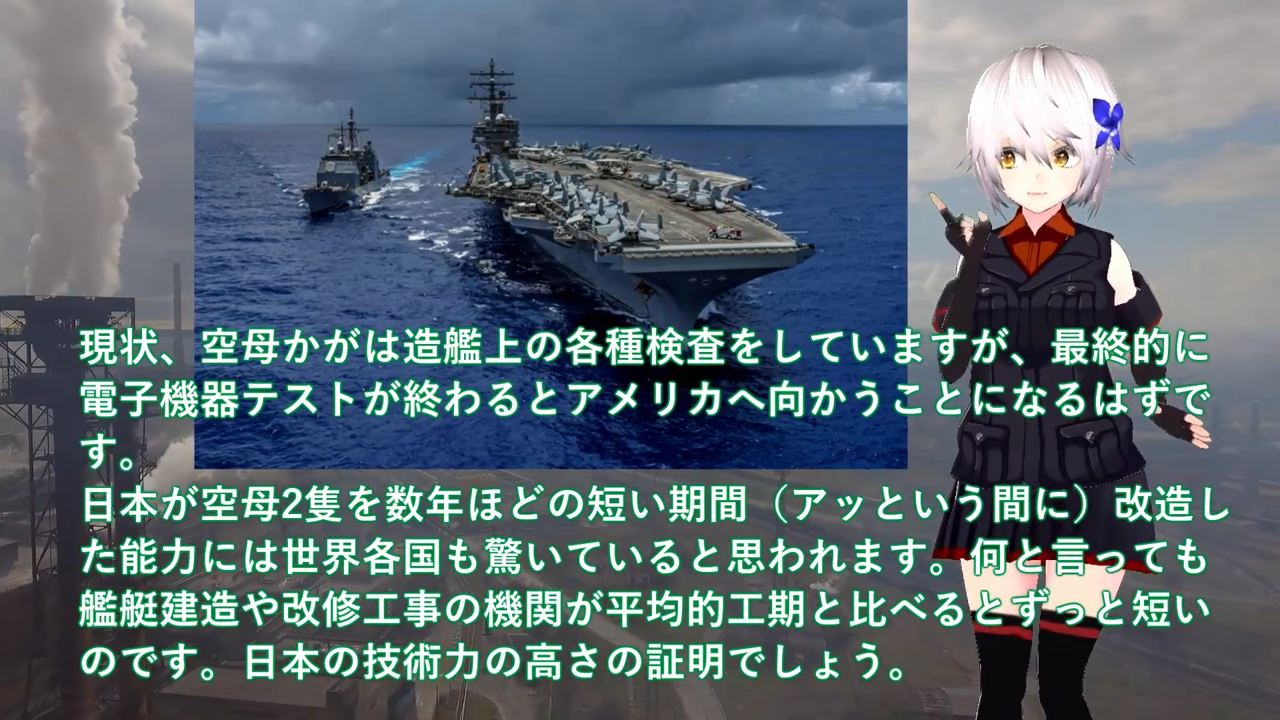 現状、空母かがは造艦上の各種検査をしていますが、最終的に
電子機器テストが終わるとアメリカへ向かうことになるはずで
す。
日本が空母2隻を数年ほどの短い期間（アッという間に）改造し
た能力には世界各国も驚いていると思われます。何と言っても
艦艇建造や改修工事の機関が平均的工期と比べるとずっと短い
のです。日本の技術力の高さの証明でしょう。